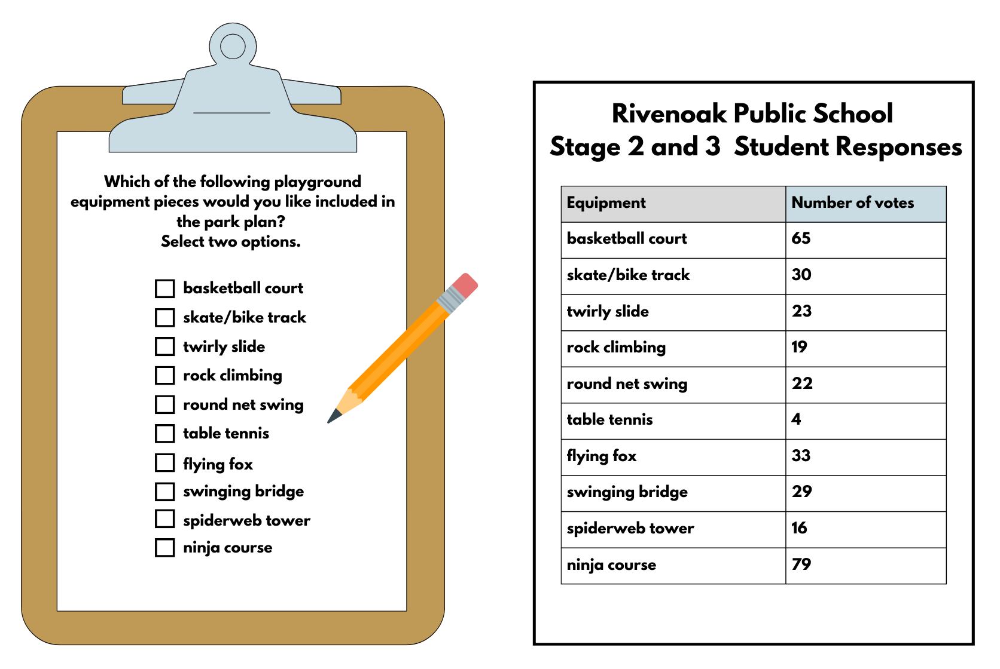 Which of the following playground
equipment pieces would you like included in
the park plan?
Select two options.
basketball court
skate/bike track
twirly slide
rock climbing
round net swing
table tennis
flying fox
swinging bridge
spiderweb tower
ninja course
Rivenoak Public School
Stage 2 and 3 Student Responses
Equipment Number of votes
basketball court 65
skate/bike track 30
twirly slide 23
rock climbing 19
round net swing 22
table tennis 4
flying fox 33
swinging bridge 29
spiderweb tower 16
ninja course 79